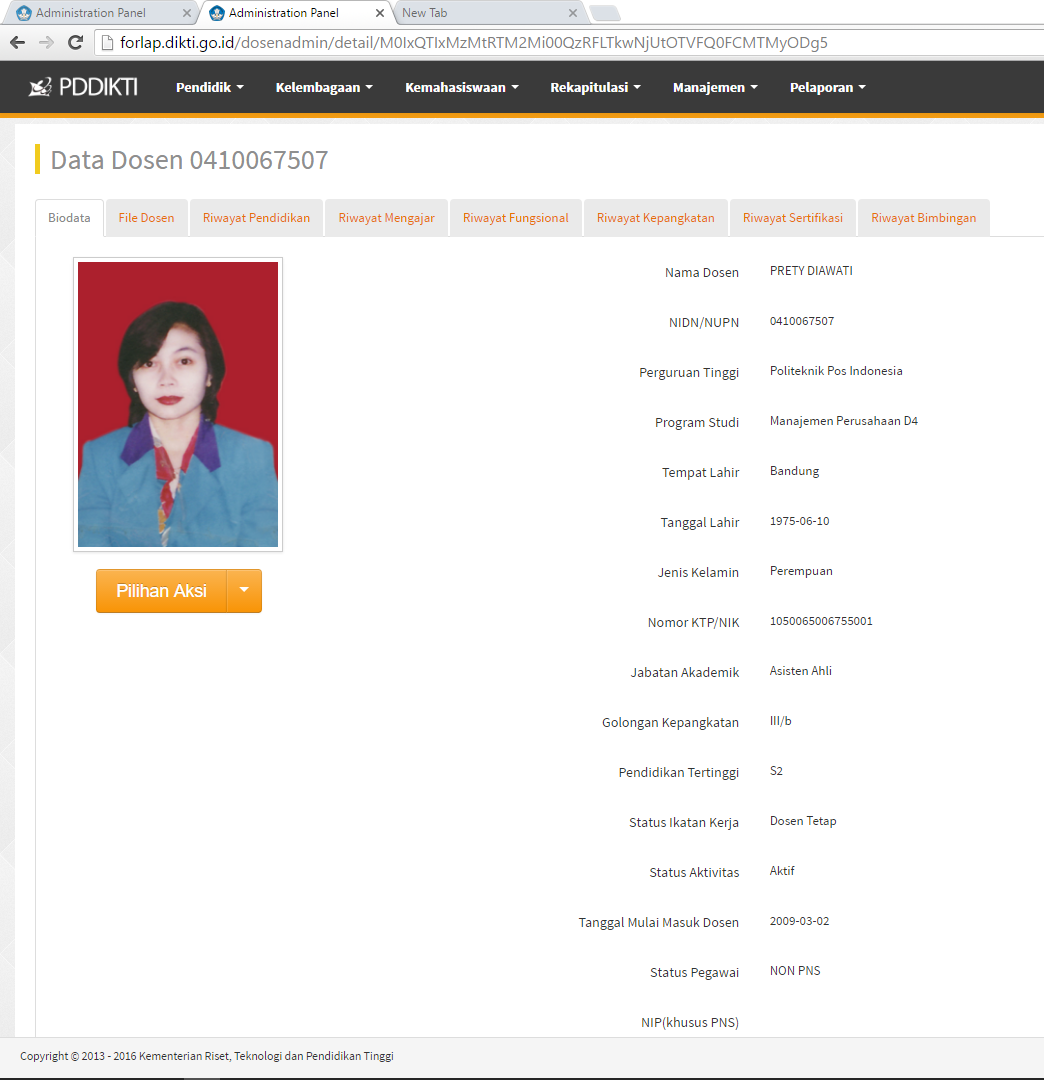 Administration Panel
Administration Panel
New Tab
forlap.dikti.go.id/dosenadmin/detail/M0IxQTIxMzMtRTM2Mi00QzRFLTkwNjUtOTVFQ0FCMTMyODg5
PDDIKTI
Pendidik
Kelembagaan
Kemahasiswaan
Rekapitulasi
Manajemen
Pelaporan
Data Dosen 0410067507
Biodata
File Dosen
Riwayat Pendidikan
Riwayat Mengajar
Riwayat Fungsional
Riwayat Kepangkatan
Riwayat Sertifikasi
Riwayat Bimbingan
Pilihan Aksi
Nama Dosen PRETY DIAWATI
NIDN/NUPN 0410067507
Perguruan Tinggi Politeknik Pos Indonesia
Program Studi Manajemen Perusahaan D4
Tempat Lahir Bandung
Tanggal Lahir 1975-06-10
Jenis Kelamin Perempuan
Nomor KTP/NIK 1050065006755001
Jabatan Akademik Asisten Ahli
Golongan Kepangkatan III/b
Pendidikan Tertinggi S2
Status Ikatan Kerja Dosen Tetap
Status Aktivitas Aktif
Tanggal Mulai Masuk Dosen 2009-03-02
Status Pegawai NON PNS
NIP(khusus PNS)
Copyright © 2013 - 2016 Kementerian Riset, Teknologi dan Pendidikan Tinggi